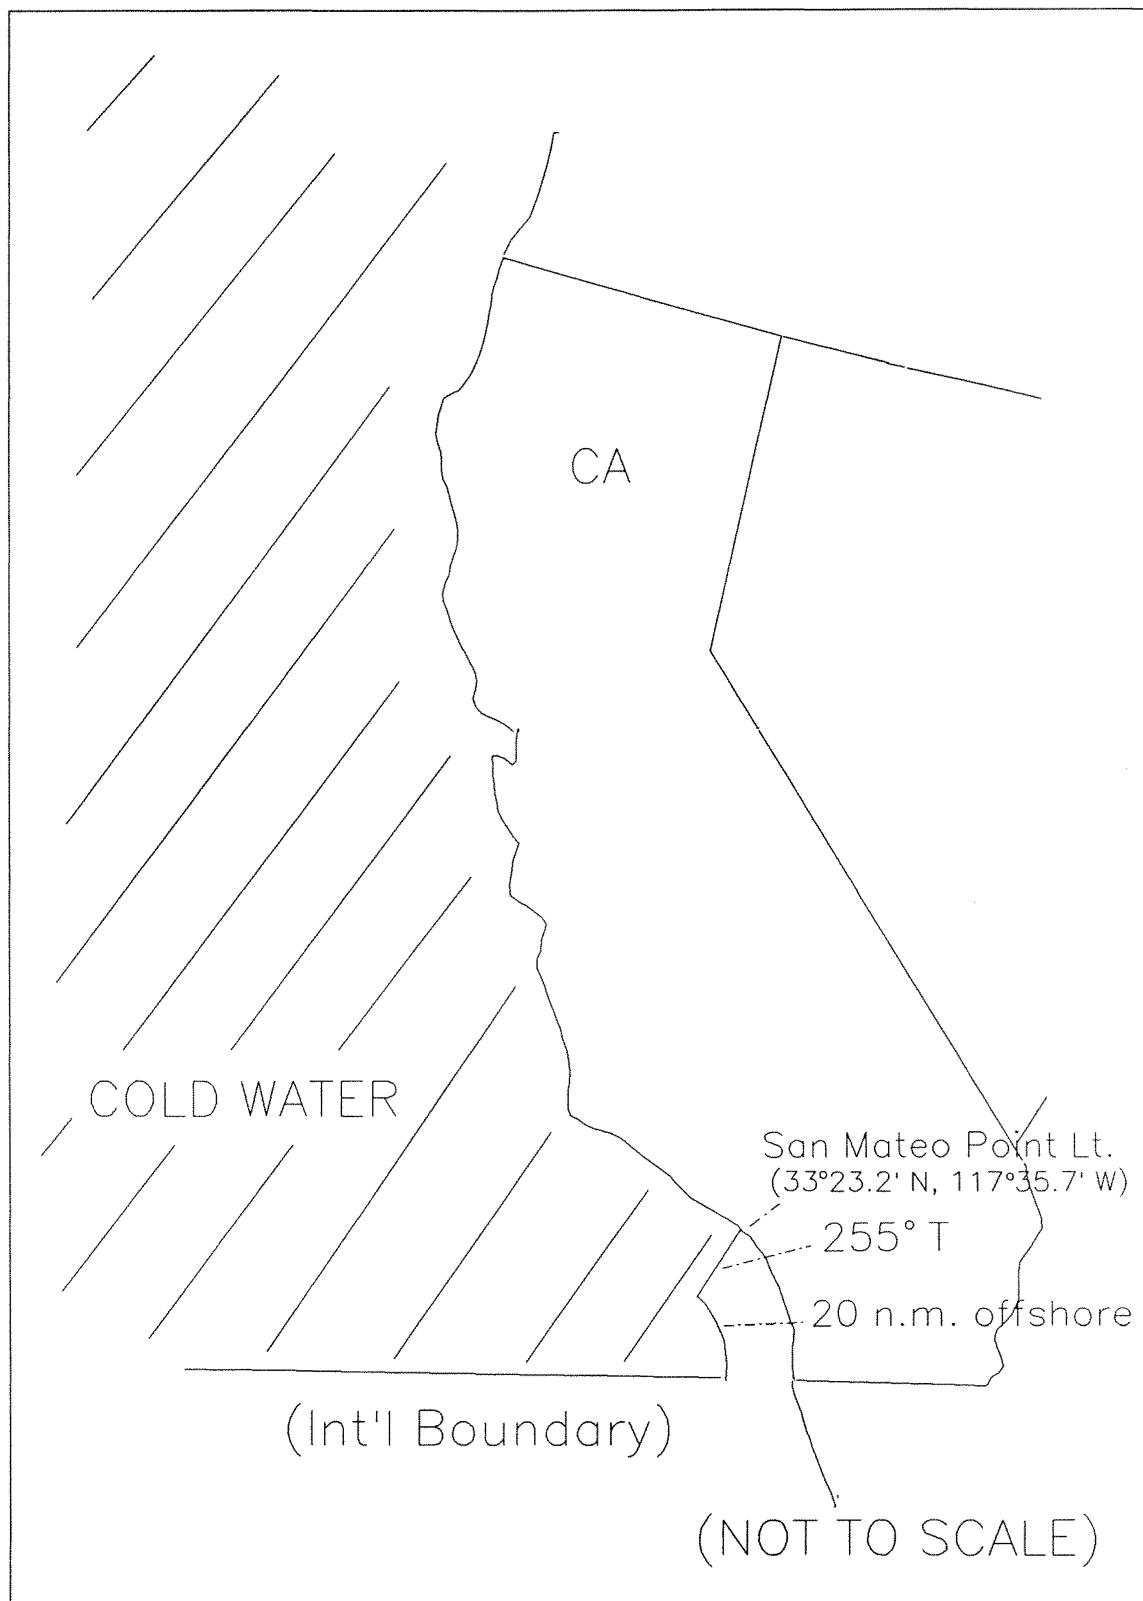 CA
COLD WATER
San Mateo Point Lt.
(33°23.2' N, 117°35.7' W)
255° T
20 n.m. offshore
(Int'l Boundary)
(NOT TO SCALE)